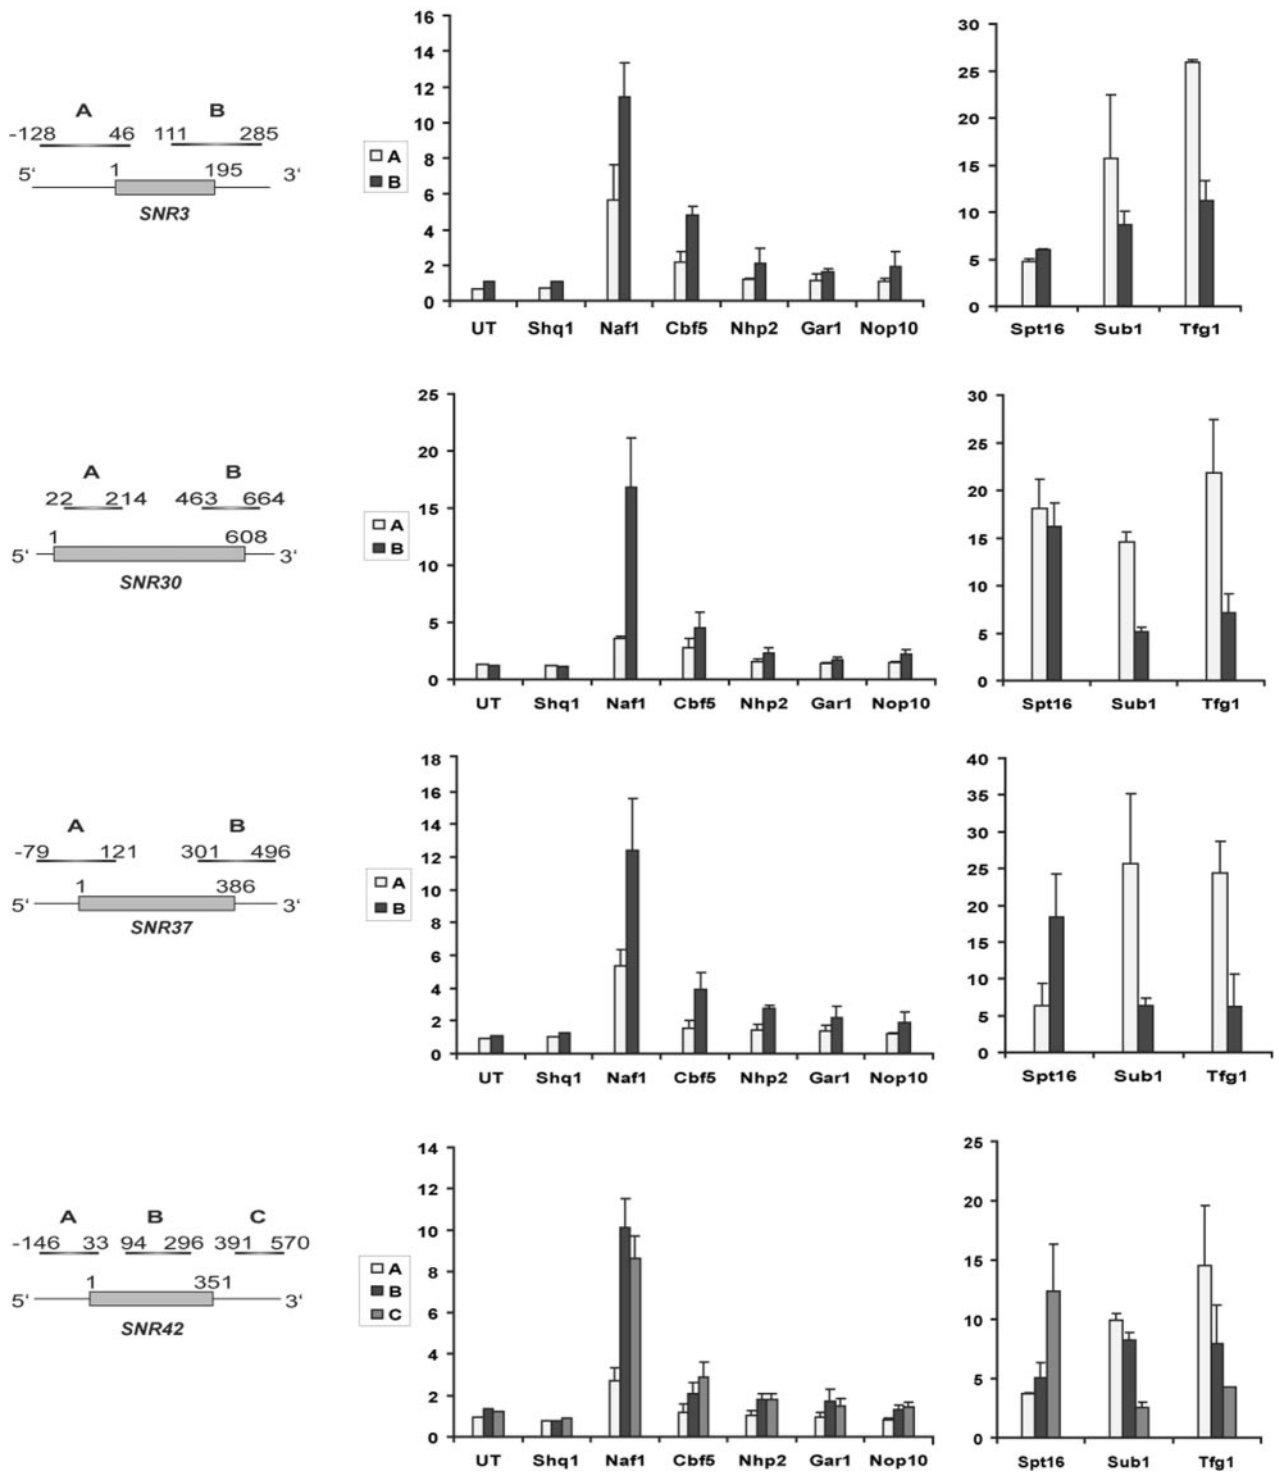 A B
-128 46 111 285
5‘ 1 195 3‘
SNR3
A
B
16
14
12
10
8
6
4
2
0
UT Shq1 Naf1 Cbf5 Nhp2 Gar1 Nop10
30
25
20
15
10
5
0
Spt16 Sub1 Tfg1
A B
22 214 463 664
1 608
5‘ 3‘
SNR30
A
B
25
20
15
10
5
0
UT Shq1 Naf1 Cbf5 Nhp2 Gar1 Nop10
30
25
20
15
10
5
0
Spt16 Sub1 Tfg1
A B
-79 121 301 496
1 386
5‘ 3‘
SNR37
A
B
18
16
14
12
10
8
6
4
2
0
UT Shq1 Naf1 Cbf5 Nhp2 Gar1 Nop10
40
35
30
25
20
15
10
5
0
Spt16 Sub1 Tfg1
A B C
-146 33 94 296 391 570
1 351
5‘ 3‘
SNR42
A
B
C
14
12
10
8
6
4
2
0
UT Shq1 Naf1 Cbf5 Nhp2 Gar1 Nop10
25
20
15
10
5
0
Spt16 Sub1 Tfg1